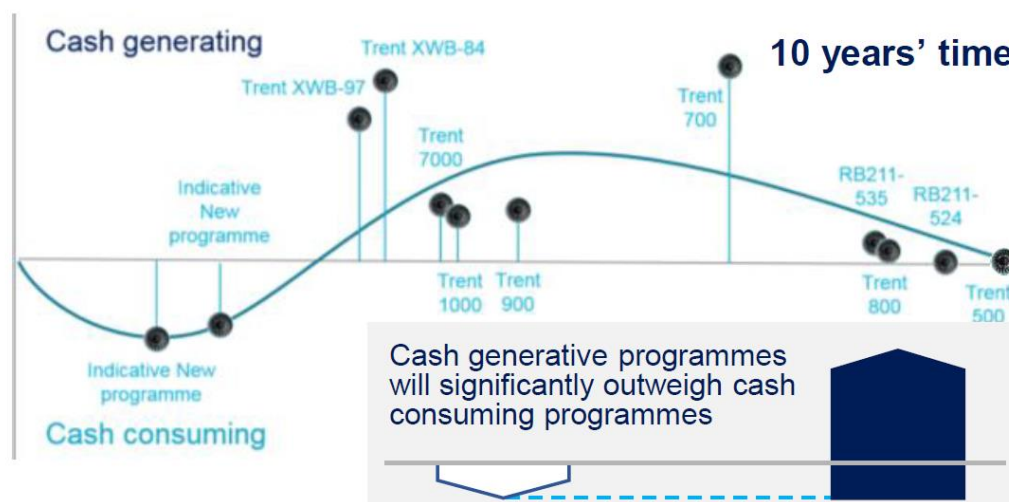 Cash generating
10 years' time
Trent XWB-84
Trent XWB-97
Trent
7000
Trent
700
Indicative
New
programme
RB211-
535
RB211-
524
Trent
1000
Trent
900
Trent
800
Trent
500
Indicative New
programme
Cash consuming
Cash generative programmes
will significantly outweigh cash
consuming programmes